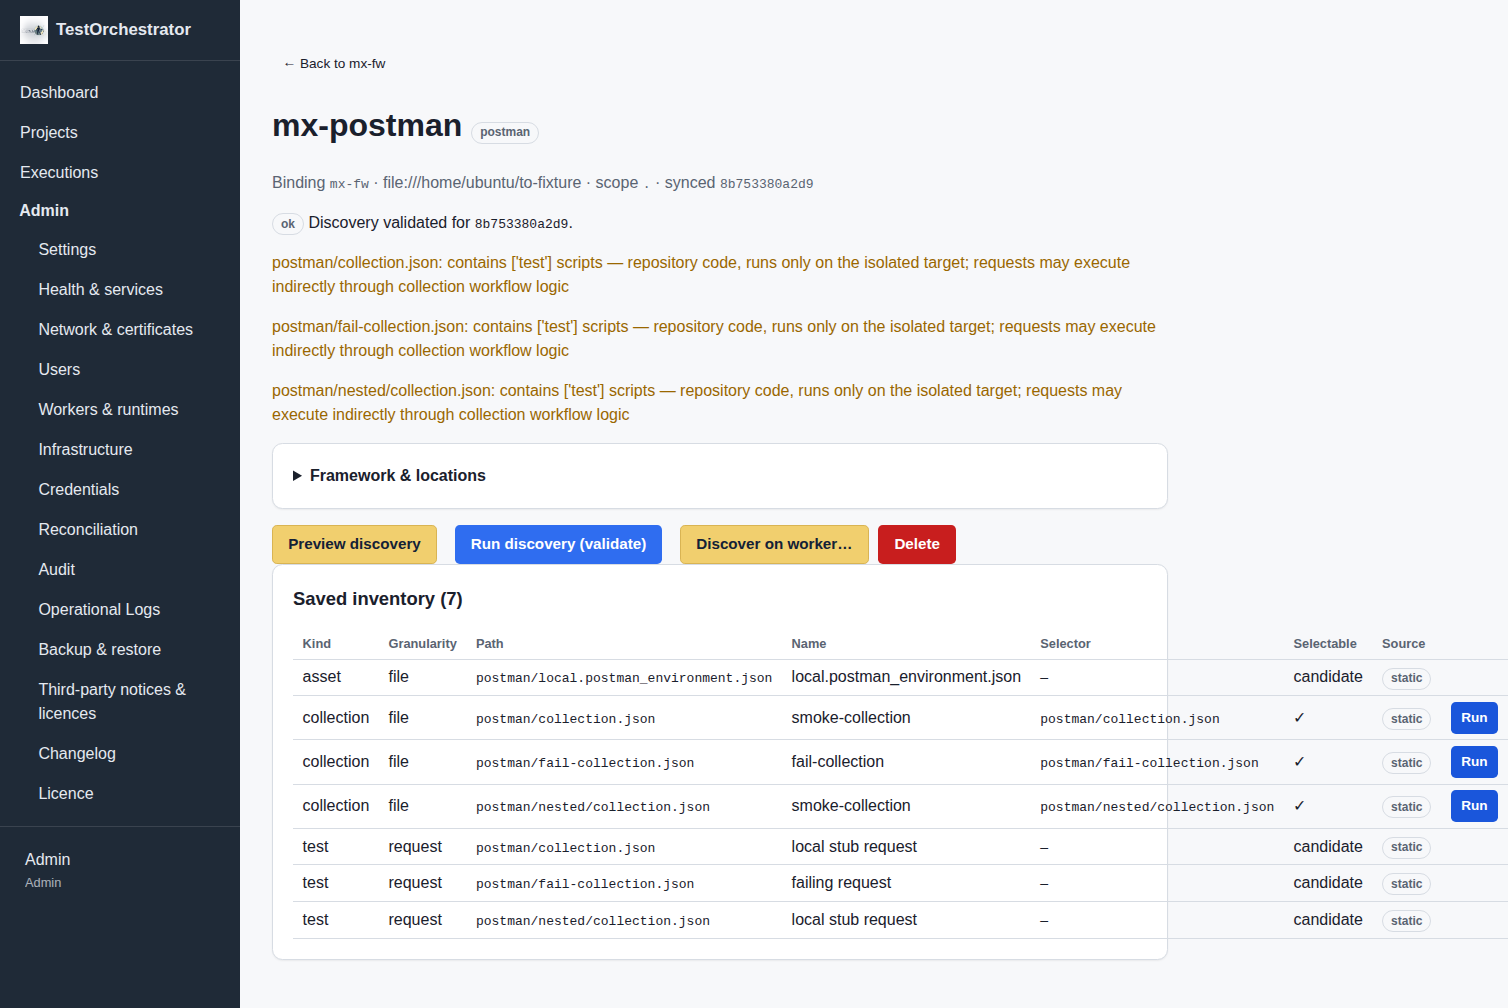 TestOrchestrator
Dashboard
Projects
Executions
Admin
Settings
Health & services
Network & certificates
Users
Workers & runtimes
Infrastructure
Credentials
Reconciliation
Audit
Operational Logs
Backup & restore
Third-party notices &
licences
Changelog
Licence
Admin
Admin
← Back to mx-fw
mx-postman postman
Binding mx-fw · file:///home/ubuntu/to-fixture · scope . · synced 8b753380a2d9
ok Discovery validated for 8b753380a2d9.
postman/collection.json: contains ['test'] scripts — repository code, runs only on the isolated target; requests may execute
indirectly through collection workflow logic
postman/fail-collection.json: contains ['test'] scripts — repository code, runs only on the isolated target; requests may execute
indirectly through collection workflow logic
postman/nested/collection.json: contains ['test'] scripts — repository code, runs only on the isolated target; requests may
execute indirectly through collection workflow logic
▶ Framework & locations
Preview discovery Run discovery (validate) Discover on worker… Delete
Saved inventory (7)
Kind Granularity Path Name Selector Selectable Source
asset file postman/local.postman_environment.json local.postman_environment.json – candidate static
collection file postman/collection.json smoke-collection postman/collection.json ✓ static Run
collection file postman/fail-collection.json fail-collection postman/fail-collection.json ✓ static Run
collection file postman/nested/collection.json smoke-collection postman/nested/collection.json ✓ static Run
test request postman/collection.json local stub request – candidate static
test request postman/fail-collection.json failing request – candidate static
test request postman/nested/collection.json local stub request – candidate static